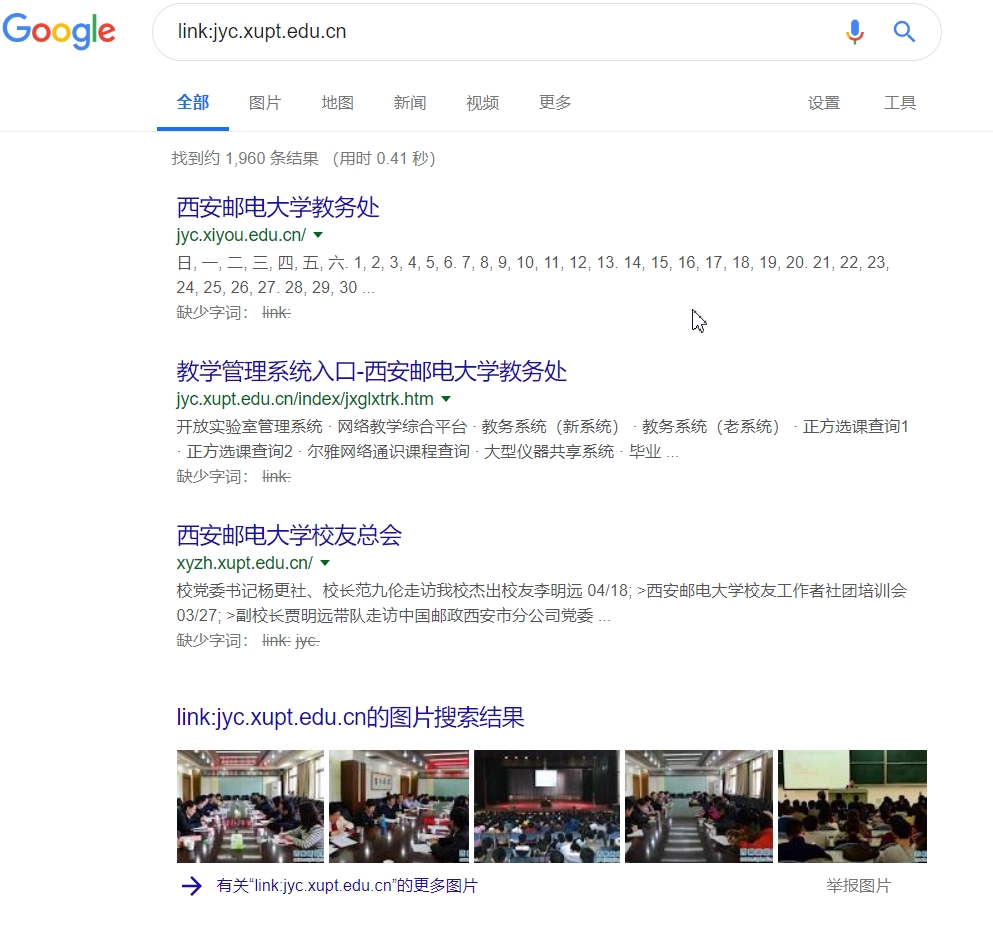 Google
link:jyc.xupt.edu.cn
全部 图片 地图 新闻 视频 更多 设置 工具
找到约 1,960 条结果 （用时 0.41 秒）
西安邮电大学教务处
jyc.xiyou.edu.cn/
日, 一, 二, 三, 四, 五, 六. 1, 2, 3, 4, 5, 6. 7, 8, 9, 10, 11, 12, 13. 14, 15, 16, 17, 18, 19, 20. 21, 22, 23,
24, 25, 26, 27. 28, 29, 30 ...
缺少字词： link:
教学管理系统入口-西安邮电大学教务处
jyc.xupt.edu.cn/index/jxglxtrk.htm
开放实验室管理系统 · 网络教学综合平台 · 教务系统（新系统） · 教务系统（老系统） · 正方选课查询1
· 正方选课查询2 · 尔雅网络通识课程查询 · 大型仪器共享系统 · 毕业 ...
缺少字词： link:
西安邮电大学校友总会
xyzh.xupt.edu.cn/
校党委书记杨更社、校长范九伦走访我校杰出校友李明远 04/18; >西安邮电大学校友工作者社团培训会
03/27; >副校长贾明远带队走访中国邮政西安市分公司党委 ...
缺少字词： link: jyc.
link:jyc.xupt.edu.cn的图片搜索结果
有关“link:jyc.xupt.edu.cn”的更多图片 举报图片